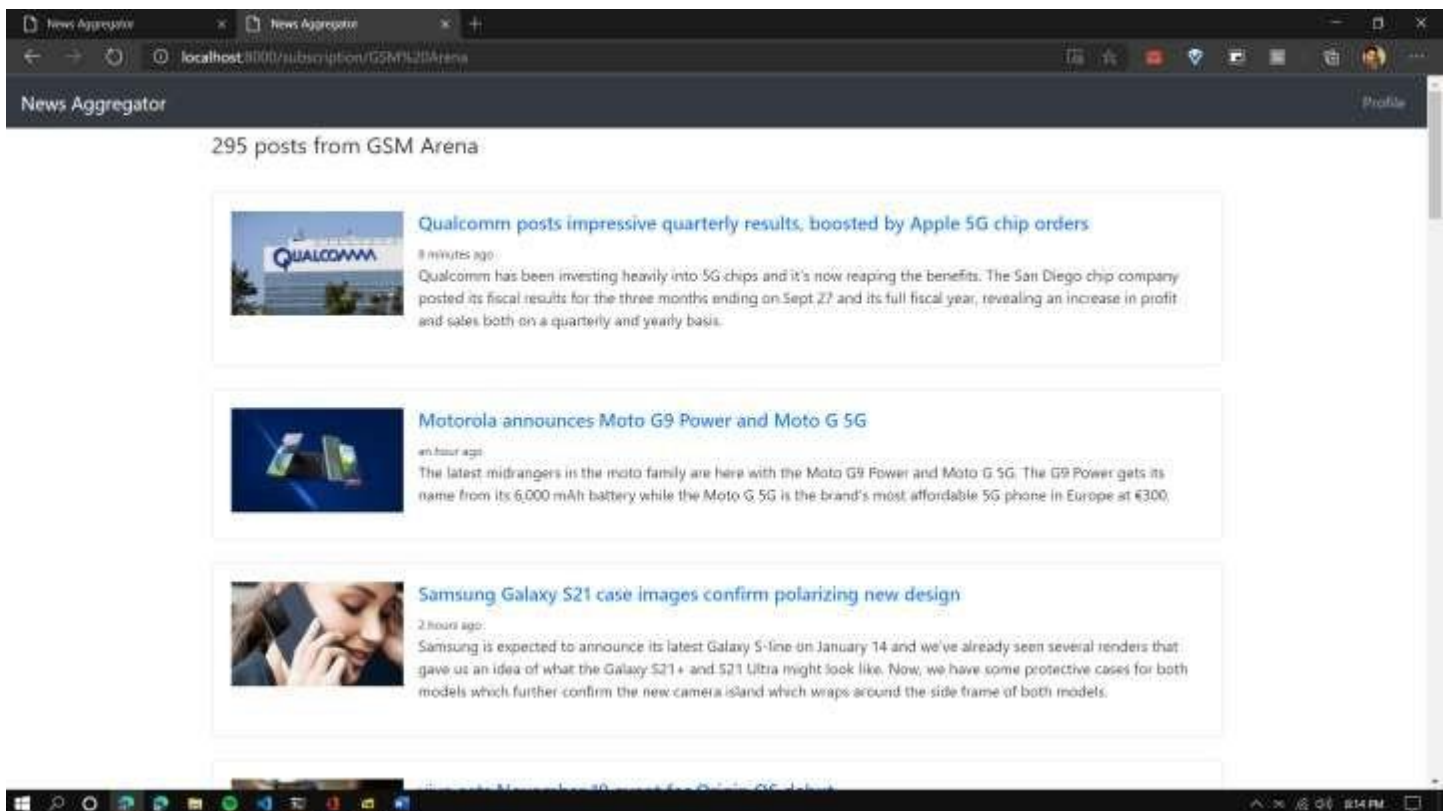 News Aggregator
News Aggregator
localhost:8000/subscription/GSM%20Arena
News Aggregator
Profile
295 posts from GSM Arena
QUALCOMM
Qualcomm posts impressive quarterly results, boosted by Apple 5G chip orders
8 minutes ago
Qualcomm has been investing heavily into 5G chips and it's now reaping the benefits. The San Diego chip company
posted its fiscal results for the three months ending on Sept 27 and its full fiscal year, revealing an increase in profit
and sales both on a quarterly and yearly basis.
Motorola announces Moto G9 Power and Moto G 5G
an hour ago
The latest midrangers in the moto family are here with the Moto G9 Power and Moto G 5G. The G9 Power gets its
name from its 6,000 mAh battery while the Moto G 5G is the brand's most affordable 5G phone in Europe at €300.
Samsung Galaxy S21 case images confirm polarizing new design
2 hours ago
Samsung is expected to announce its latest Galaxy S-line on January 14 and we've already seen several renders that
gave us an idea of what the Galaxy S21+ and S21 Ultra might look like. Now, we have some protective cases for both
models which further confirm the new camera island which wraps around the side frame of both models.
8:14 PM